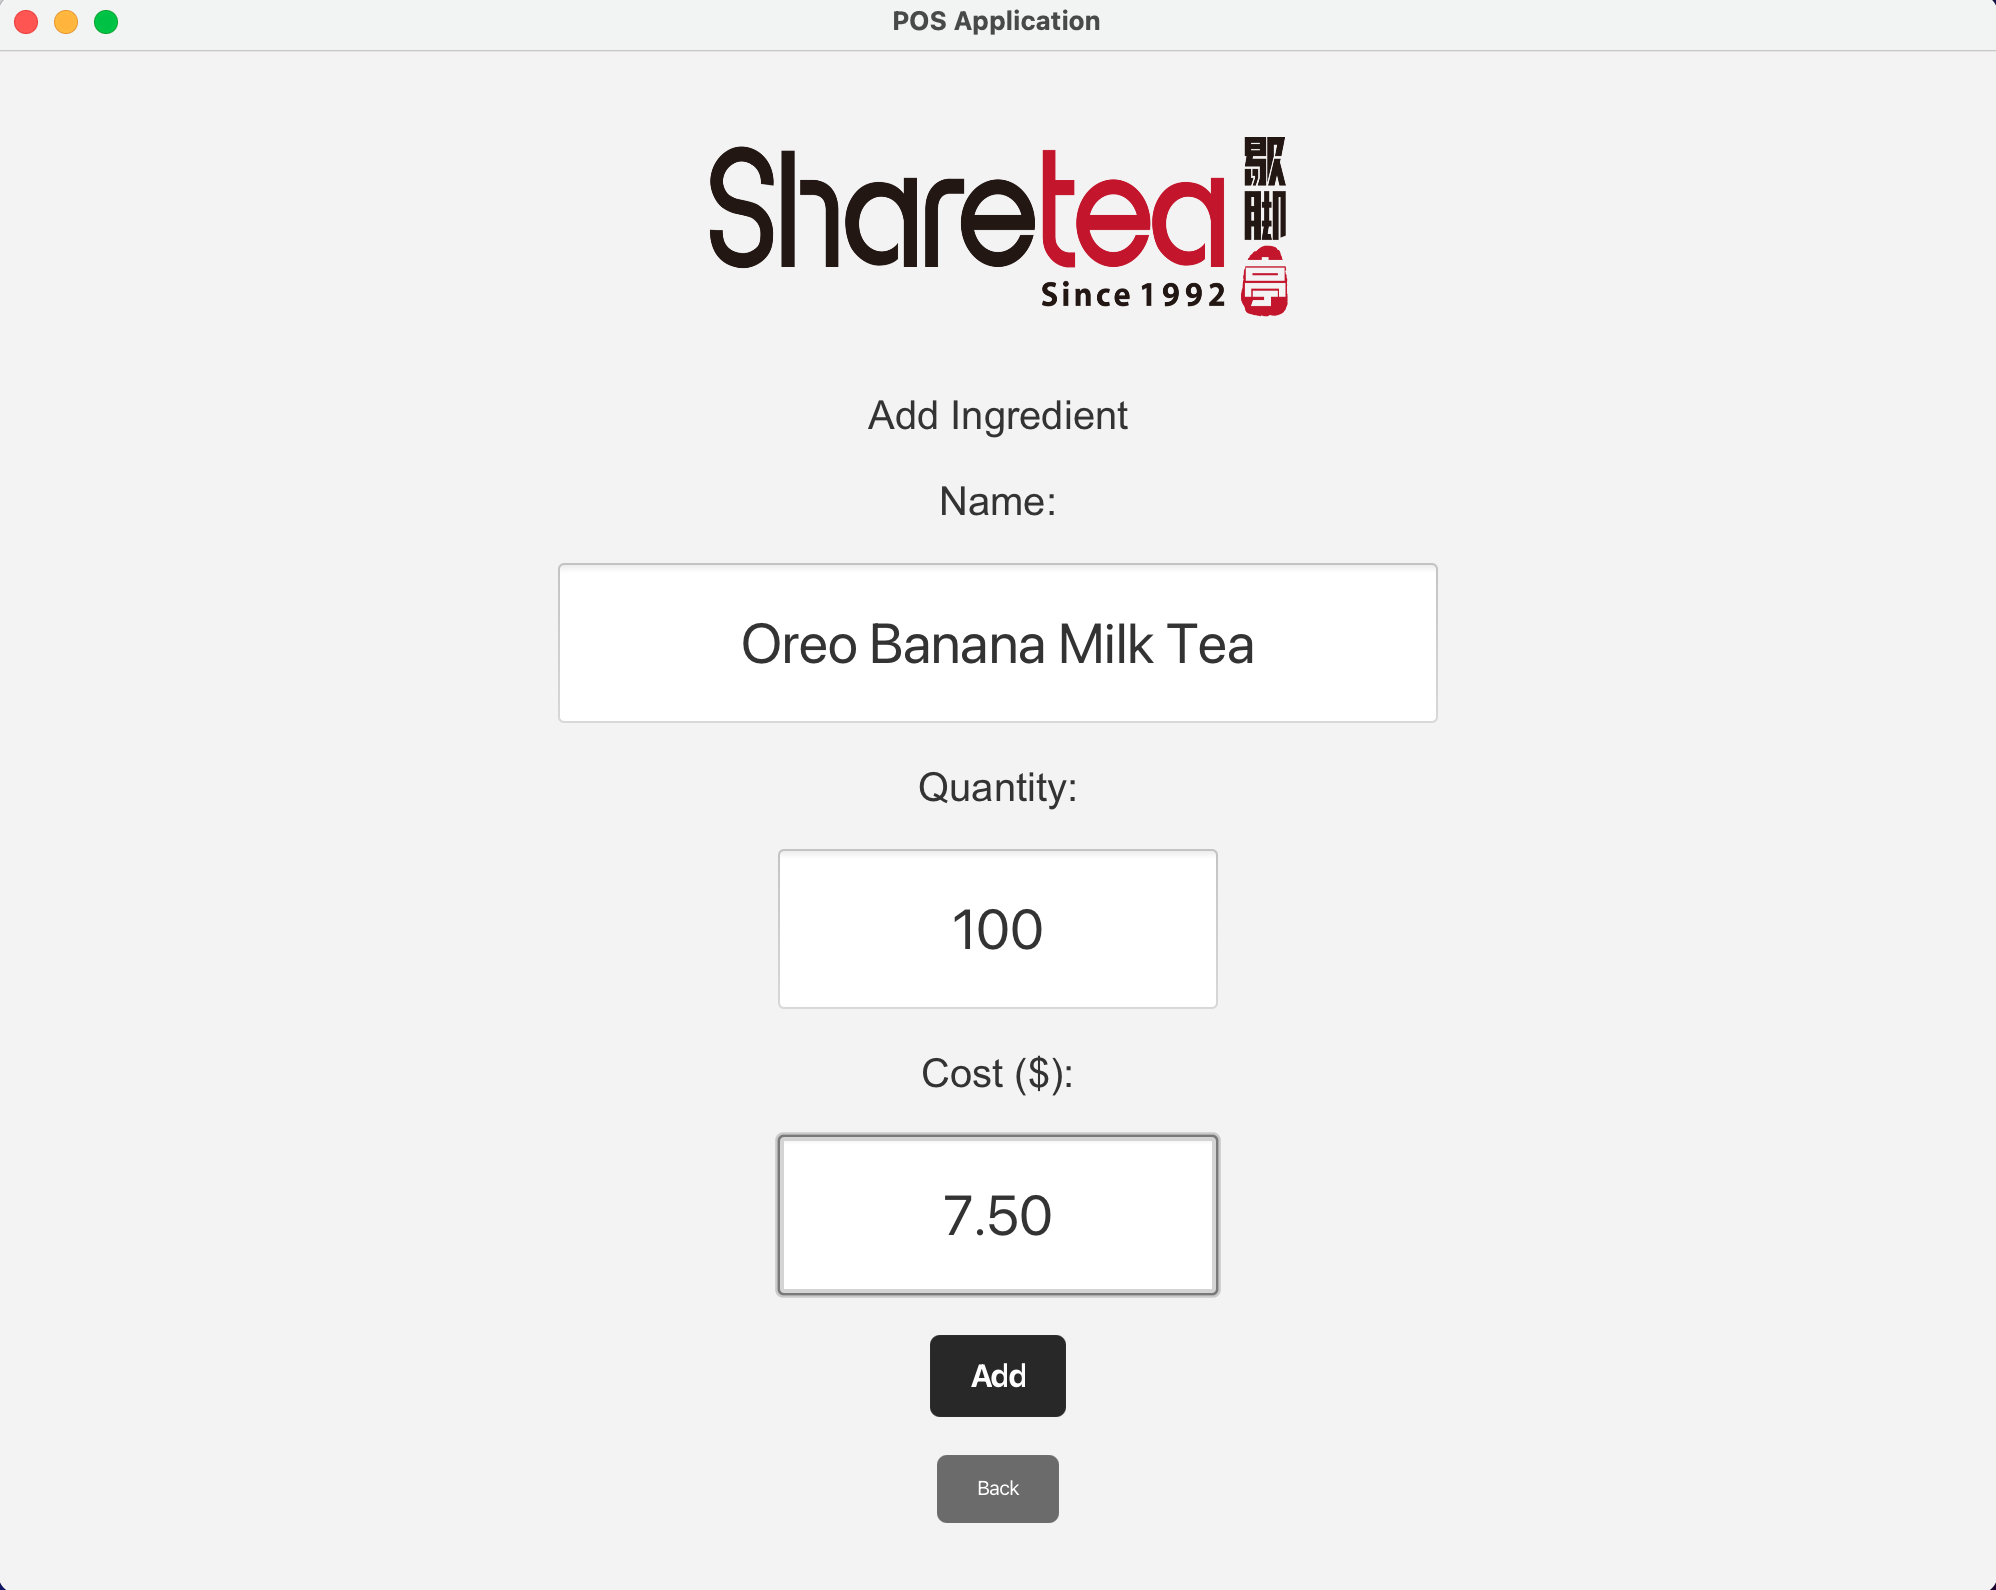 POS Application
Sharetea
歇脚亭
Since 1992
Add Ingredient
Name:
Oreo Banana Milk Tea
Quantity:
100
Cost ($):
7.50
Add
Back